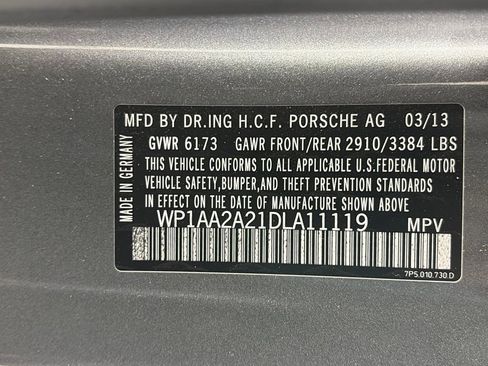 MFD BY DR.ING H.C.F. PORSCHE AG 03/13
GVWR 6173 GAWR FRONT/REAR 2910/3384 LBS
THIS VEHICLE CONFORMS TO ALL APPLICABLE U.S.FEDERAL MOTOR
VEHICLE SAFETY,BUMPER,AND THEFT PREVENTION STANDARDS
IN EFFECT ON THE DATE OF MANUFACTURE SHOWN ABOVE.
WP1AA2A21DLA11119 MPV
7P5.010.730 D
MADE IN GERMANY